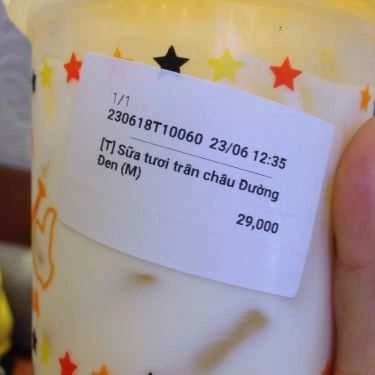 1/1
230618T10060 23/06 12:35
[T] Sữa tươi trân châu Đường
Đen (M)
29,000